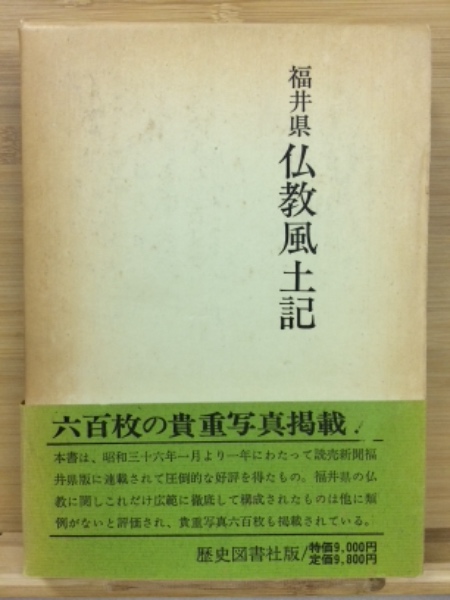 福井県
仏教風土記
六百枚の貴重写真掲載！
本書は、昭和三十六年一月より一年にわたって読売新聞福
井県版に連載されて圧倒的な好評を得たもの。福井県の仏
教に関しこれだけ広範に徹底して構成されたものは他に類
例がないと評価され、貴重写真六百枚も掲載されている。
歴史図書社版/特価9,000円
定価9,800円